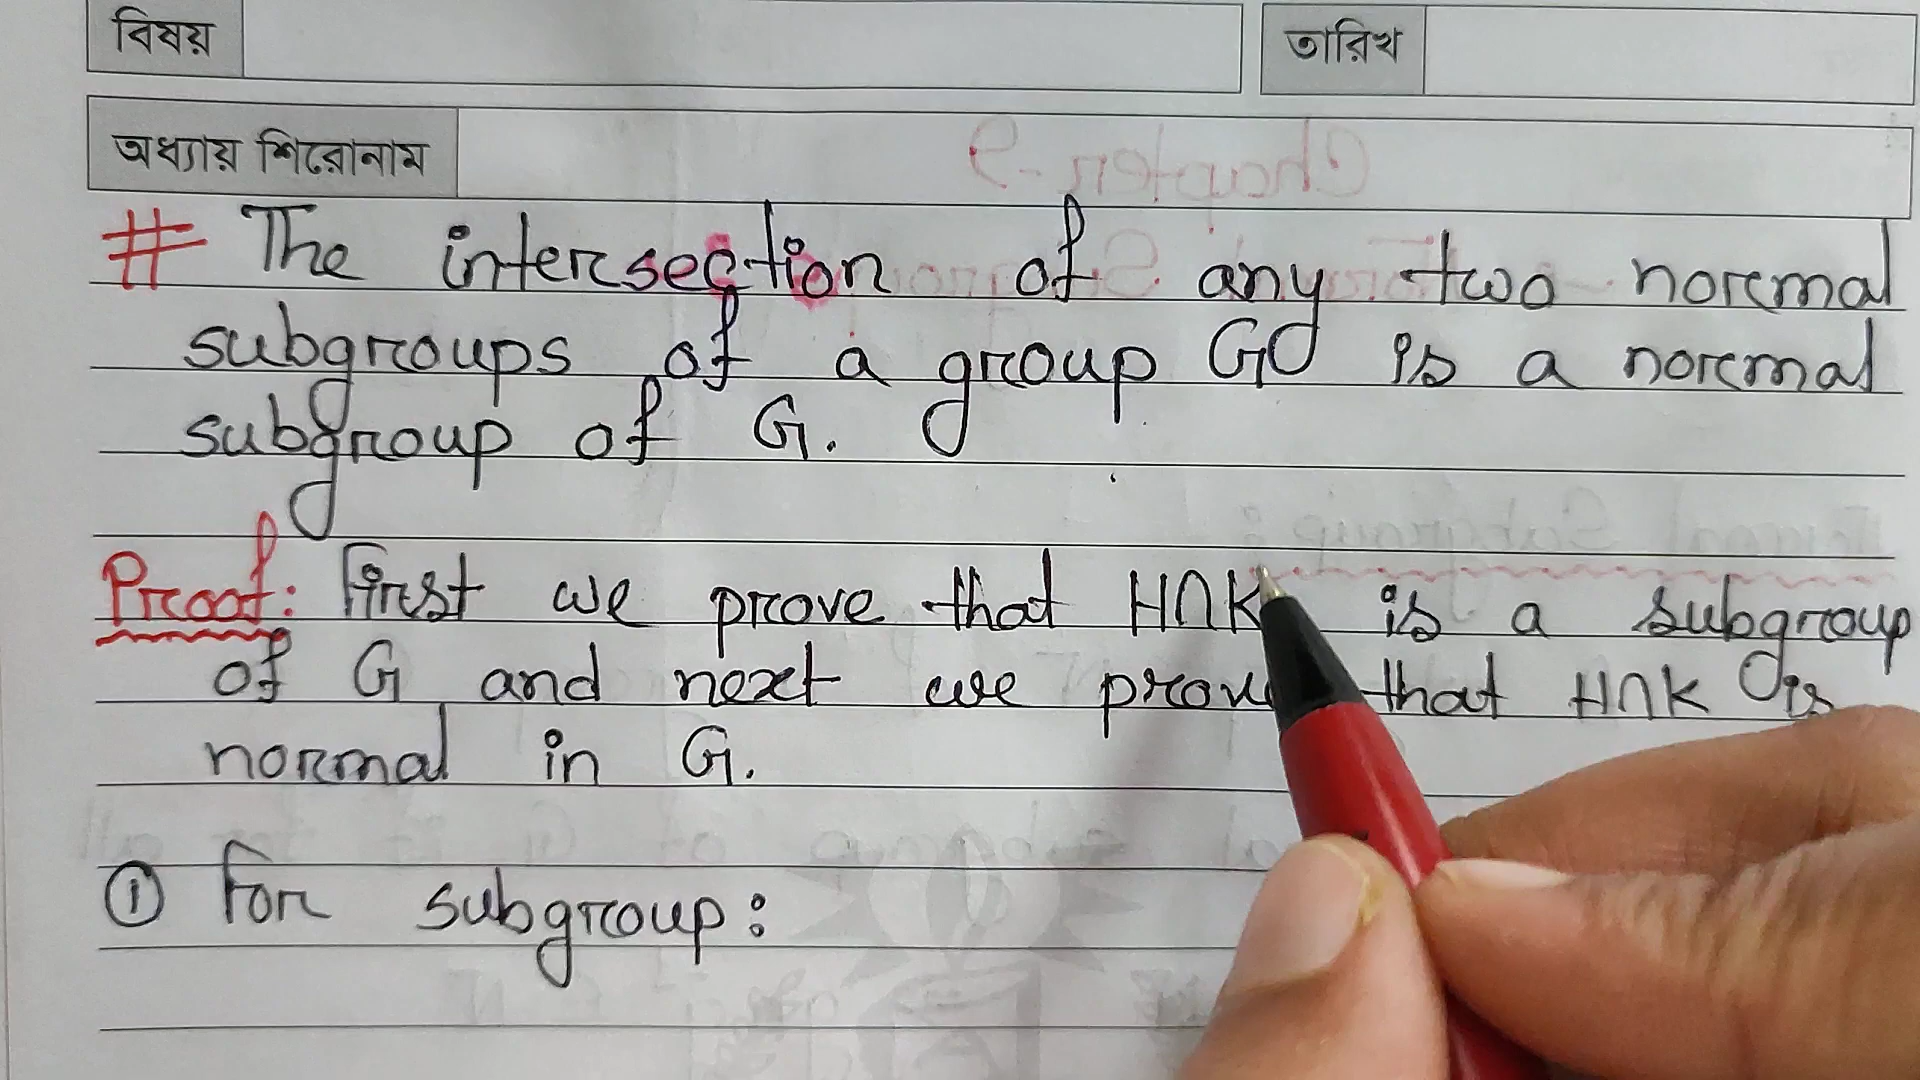 বিষয়
তারিখ
অধ্যায় শিরোনাম
# The intersection of any two normal
subgroups of a group G is a normal
subgroup of G.
Proof: First we prove that H∩K is a subgroup
of G and next we prove that H∩K is
normal in G.
① For subgroup: